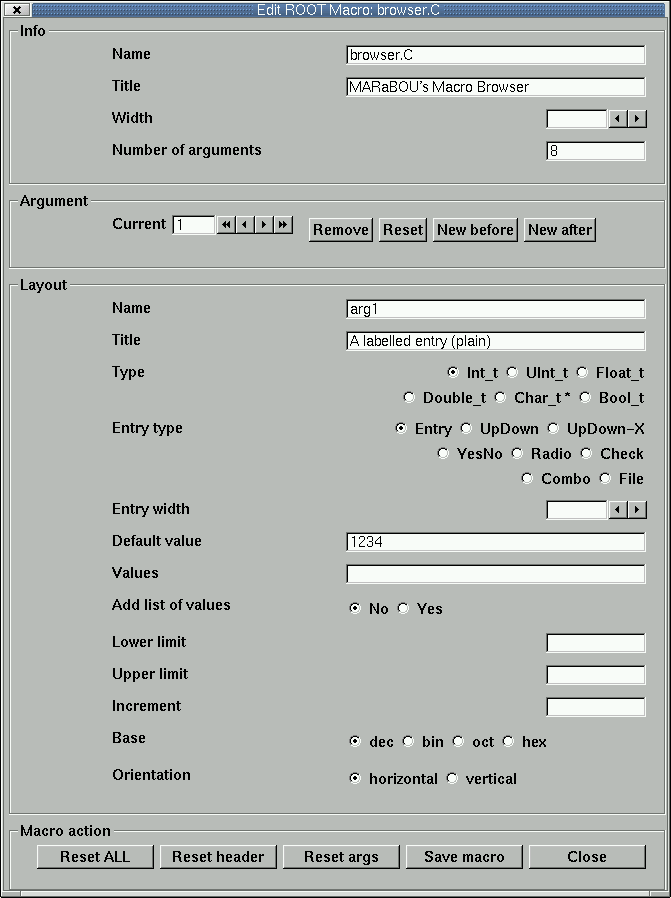 Edit ROOT Macro: browser.C
Info
Name browser.C
Title MARaBOU's Macro Browser
Width
Number of arguments 8
Argument
Current 1 Remove Reset New before New after
Layout
Name arg1
Title A labelled entry (plain)
Type Int_t UInt_t Float_t
Double_t Char_t * Bool_t
Entry type Entry UpDown UpDown-X
YesNo Radio Check
Combo File
Entry width
Default value 1234
Values
Add list of values No Yes
Lower limit
Upper limit
Increment
Base dec bin oct hex
Orientation horizontal vertical
Macro action
Reset ALL Reset header Reset args Save macro Close